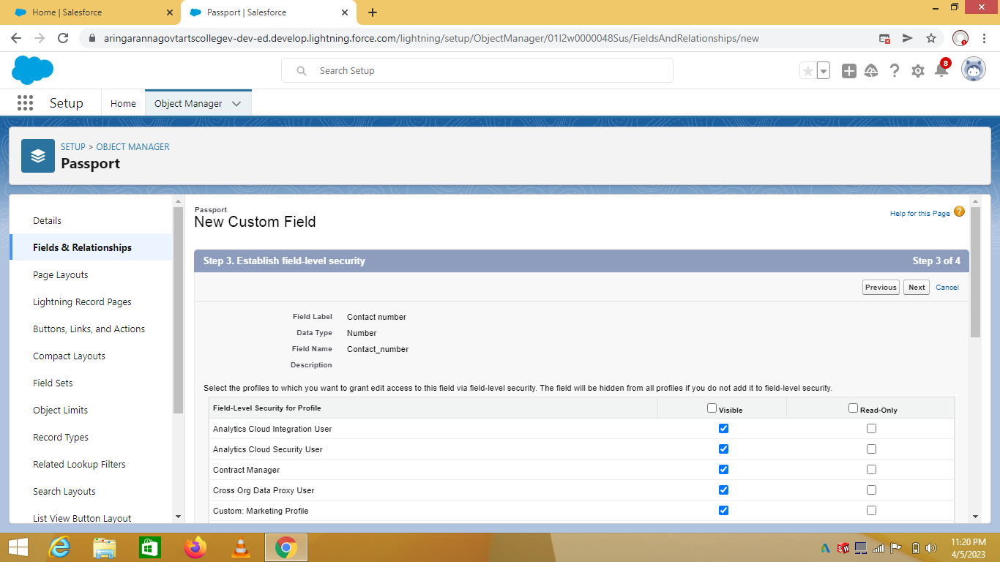 Home | Salesforce
Passport | Salesforce
aringarannagovtartscollegev-dev-ed.develop.lightning.force.com/lightning/setup/ObjectManager/01I2w0000048Sus/FieldsAndRelationships/new
Search Setup
8
Setup
Home
Object Manager
SETUP > OBJECT MANAGER
Passport
Details
Fields & Relationships
Page Layouts
Lightning Record Pages
Buttons, Links, and Actions
Compact Layouts
Field Sets
Object Limits
Record Types
Related Lookup Filters
Search Layouts
List View Button Layout
Passport
New Custom Field
Help for this Page ?
Step 3. Establish field-level security Step 3 of 4
Previous Next Cancel
Field Label Contact number
Data Type Number
Field Name Contact_number
Description
Select the profiles to which you want to grant edit access to this field via field-level security. The field will be hidden from all profiles if you do not add it to field-level security.
Field-Level Security for Profile Visible Read-Only
Analytics Cloud Integration User
Analytics Cloud Security User
Contract Manager
Cross Org Data Proxy User
Custom: Marketing Profile
11:20 PM
4/5/2023